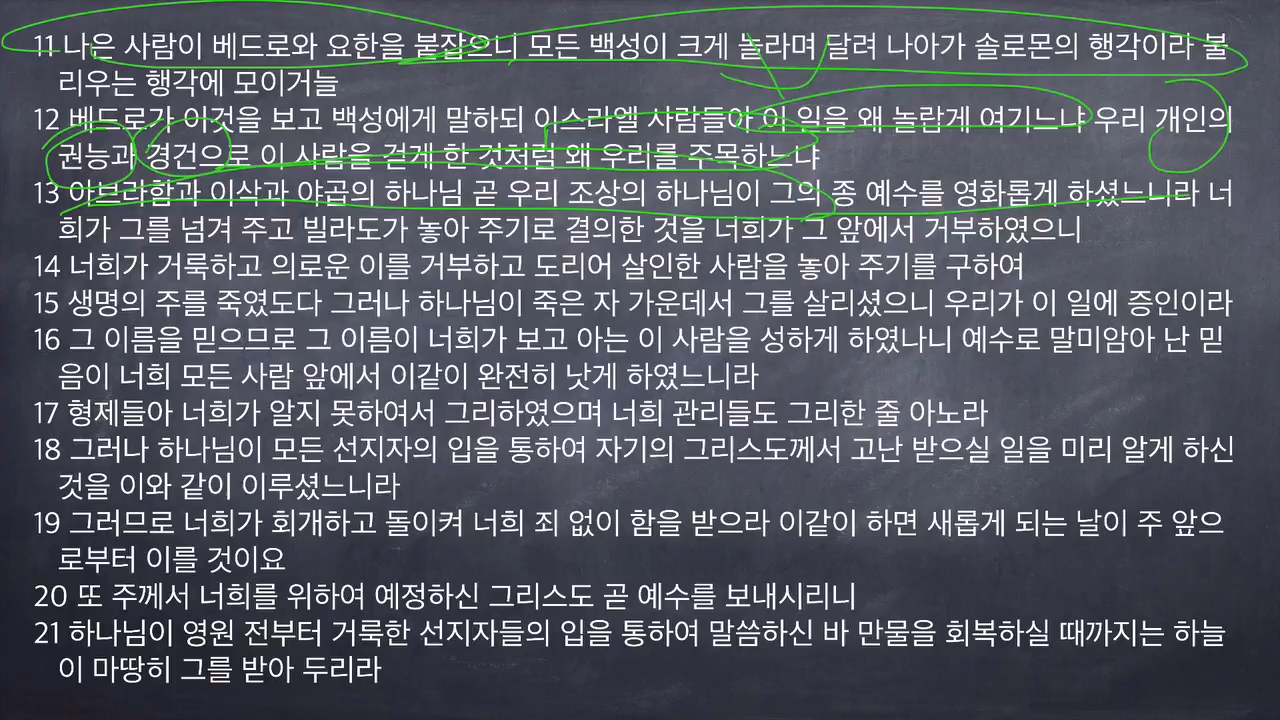 11 나은 사람이 베드로와 요한을 붙잡으니 모든 백성이 크게 놀라며 달려 나아가 솔로몬의 행각이라 불
리우는 행각에 모이거늘
12 베드로가 이것을 보고 백성에게 말하되 이스라엘 사람들아 이 일을 왜 놀랍게 여기느냐 우리 개인의
권능과 경건으로 이 사람을 걷게 한 것처럼 왜 우리를 주목하느냐
13 아브라함과 이삭과 야곱의 하나님 곧 우리 조상의 하나님이 그의 종 예수를 영화롭게 하셨느니라 너
희가 그를 넘겨 주고 빌라도가 놓아 주기로 결의한 것을 너희가 그 앞에서 거부하였으니
14 너희가 거룩하고 의로운 이를 거부하고 도리어 살인한 사람을 놓아 주기를 구하여
15 생명의 주를 죽였도다 그러나 하나님이 죽은 자 가운데서 그를 살리셨으니 우리가 이 일에 증인이라
16 그 이름을 믿으므로 그 이름이 너희가 보고 아는 이 사람을 성하게 하였나니 예수로 말미암아 난 믿
음이 너희 모든 사람 앞에서 이같이 완전히 낫게 하였느니라
17 형제들아 너희가 알지 못하여서 그리하였으며 너희 관리들도 그리한 줄 아노라
18 그러나 하나님이 모든 선지자의 입을 통하여 자기의 그리스도께서 고난 받으실 일을 미리 알게 하신
것을 이와 같이 이루셨느니라
19 그러므로 너희가 회개하고 돌이켜 너희 죄 없이 함을 받으라 이같이 하면 새롭게 되는 날이 주 앞으
로부터 이를 것이요
20 또 주께서 너희를 위하여 예정하신 그리스도 곧 예수를 보내시리니
21 하나님이 영원 전부터 거룩한 선지자들의 입을 통하여 말씀하신 바 만물을 회복하실 때까지는 하늘
이 마땅히 그를 받아 두리라